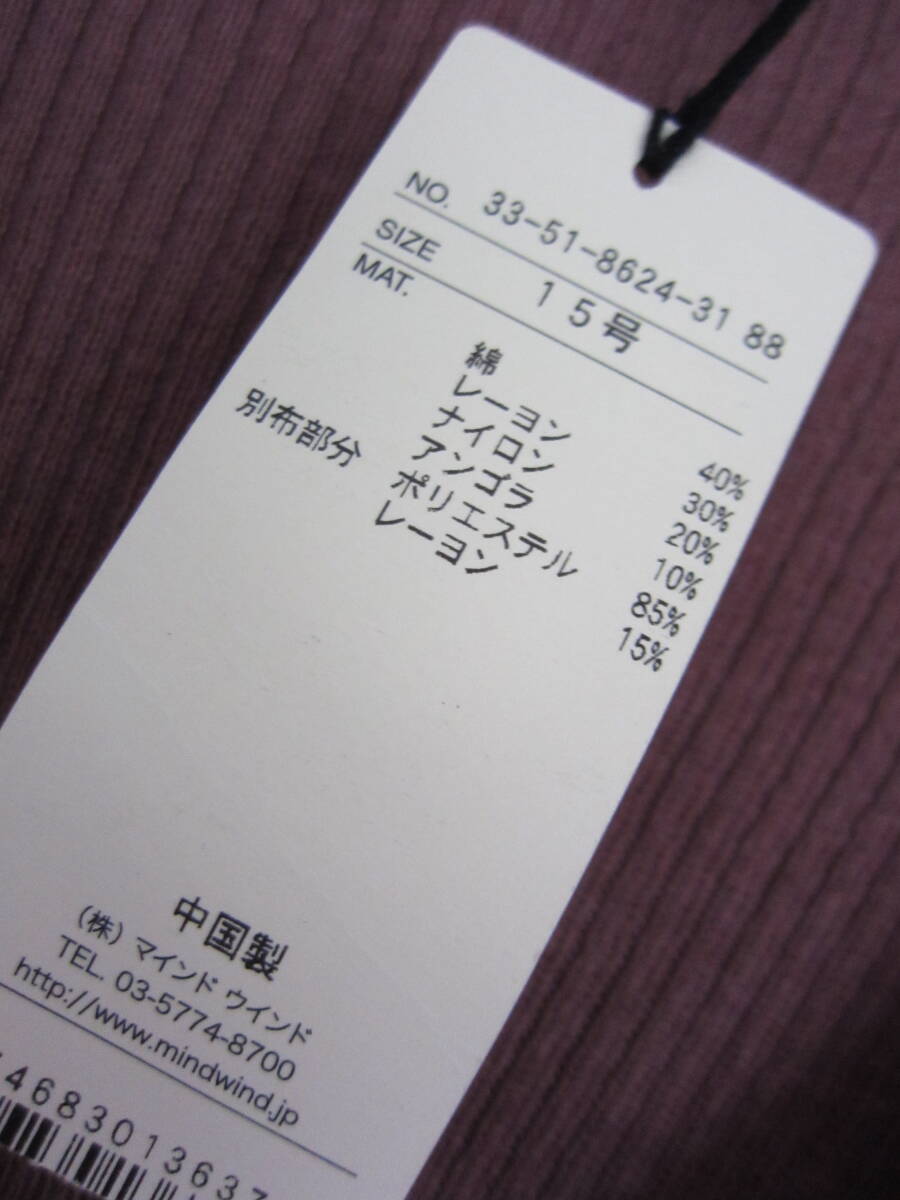 NO. 33-51-8624-31 88
SIZE 15号
MAT.
綿 40%
レーヨン 30%
ナイロン 20%
アンゴラ 10%
別布部分 ポリエステル 85%
レーヨン 15%
中国製
(株) マインド ウインド
TEL. 03-5774-8700
http://www.mindwind.jp
468301363